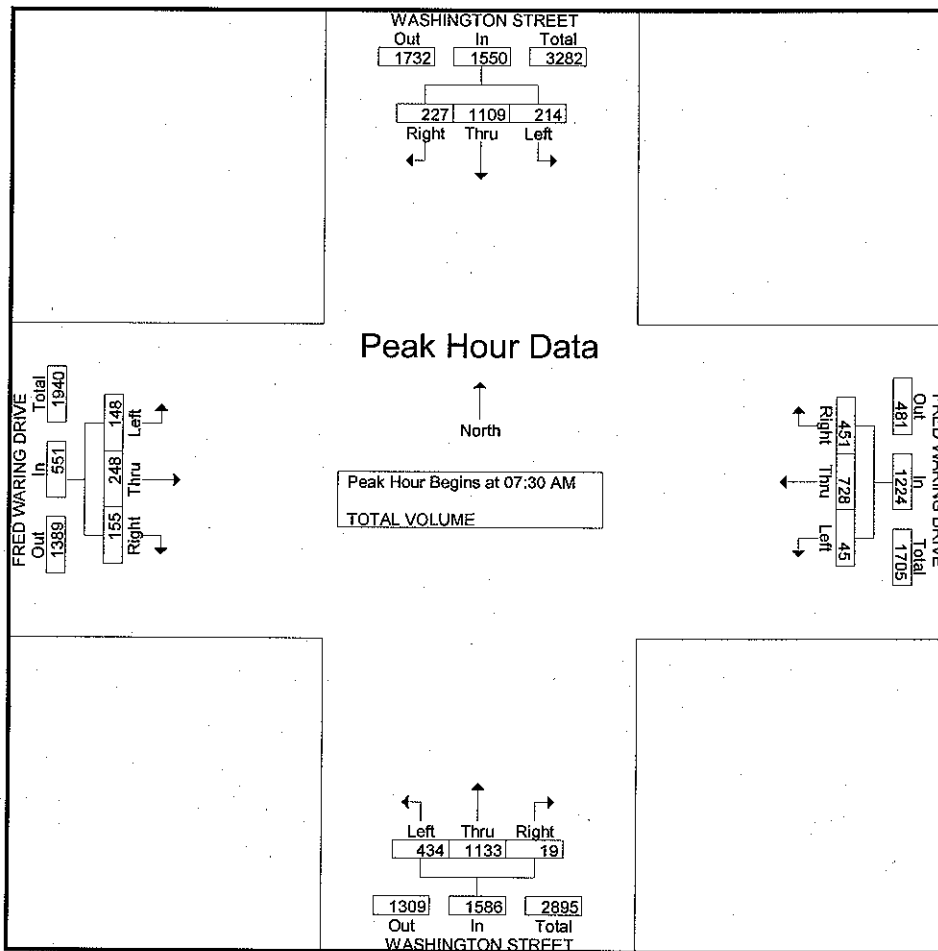 WASHINGTON STREET
Out In Total
1732 1550 3282
227 1109 214
Right Thru Left
Peak Hour Data
North
Peak Hour Begins at 07:30 AM
TOTAL VOLUME
FRED WARING DRIVE
Out In Total
1389 551 1940
148 248 155
Left Thru Right
FRED WARING DRIVE
Out In Total
481 1224 1705
451 728 45
Right Thru Left
Left Thru Right
434 1133 19
1309 1586 2895
Out In Total
WASHINGTON STREET